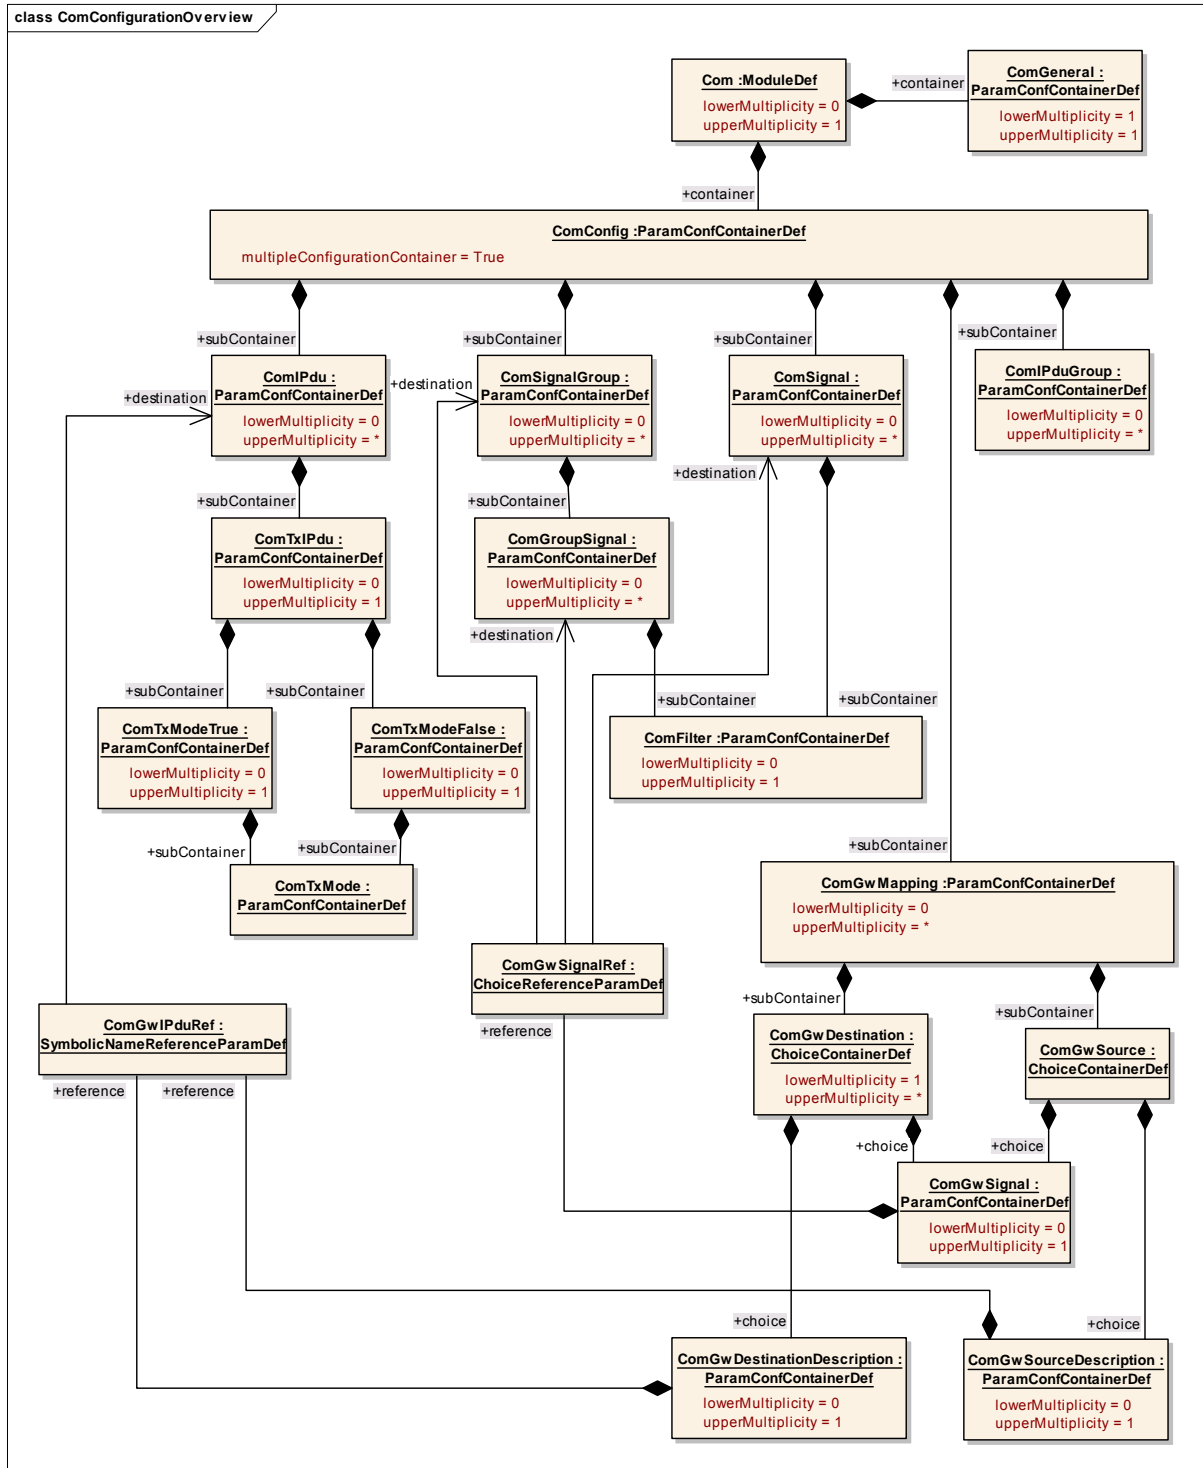 class ComConfigurationOverview
Com :ModuleDef
lowerMultiplicity = 0
upperMultiplicity = 1
+container
ComGeneral :
ParamConfContainerDef
lowerMultiplicity = 1
upperMultiplicity = 1
+container
ComConfig :ParamConfContainerDef
multipleConfigurationContainer = True
+subContainer
+subContainer
+subContainer
+subContainer
+destination
ComIPdu :
ParamConfContainerDef
lowerMultiplicity = 0
upperMultiplicity = *
+destination
ComSignalGroup :
ParamConfContainerDef
lowerMultiplicity = 0
upperMultiplicity = *
ComSignal :
ParamConfContainerDef
lowerMultiplicity = 0
upperMultiplicity = *
ComIPduGroup :
ParamConfContainerDef
lowerMultiplicity = 0
upperMultiplicity = *
+destination
+subContainer
+subContainer
ComTxIPdu :
ParamConfContainerDef
lowerMultiplicity = 0
upperMultiplicity = 1
ComGroupSignal :
ParamConfContainerDef
lowerMultiplicity = 0
upperMultiplicity = *
+destination
+subContainer
+subContainer
+subContainer
+subContainer
ComTxModeTrue :
ParamConfContainerDef
lowerMultiplicity = 0
upperMultiplicity = 1
ComTxModeFalse :
ParamConfContainerDef
lowerMultiplicity = 0
upperMultiplicity = 1
ComFilter :ParamConfContainerDef
lowerMultiplicity = 0
upperMultiplicity = 1
+subContainer
+subContainer
+subContainer
ComTxMode :
ParamConfContainerDef
ComGwMapping :ParamConfContainerDef
lowerMultiplicity = 0
upperMultiplicity = *
ComGwSignalRef :
ChoiceReferenceParamDef
+reference
+subContainer
+subContainer
ComGwIPduRef :
SymbolicNameReferenceParamDef
+reference
+reference
ComGwDestination :
ChoiceContainerDef
lowerMultiplicity = 1
upperMultiplicity = *
ComGwSource :
ChoiceContainerDef
+choice
+choice
ComGwSignal :
ParamConfContainerDef
lowerMultiplicity = 0
upperMultiplicity = 1
+choice
+choice
ComGwDestinationDescription :
ParamConfContainerDef
lowerMultiplicity = 0
upperMultiplicity = 1
ComGwSourceDescription :
ParamConfContainerDef
lowerMultiplicity = 0
upperMultiplicity = 1